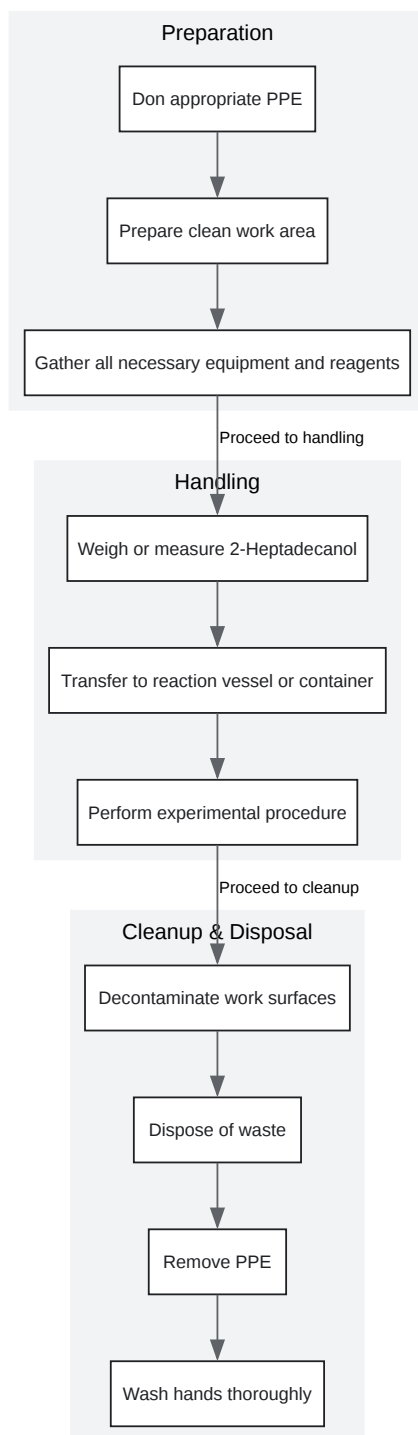 Preparation
Don appropriate PPE
Prepare clean work area
Gather all necessary equipment and reagents
Proceed to handling
Handling
Weigh or measure 2-Heptadecanol
Transfer to reaction vessel or container
Perform experimental procedure
Proceed to cleanup
Cleanup & Disposal
Decontaminate work surfaces
Dispose of waste
Remove PPE
Wash hands thoroughly